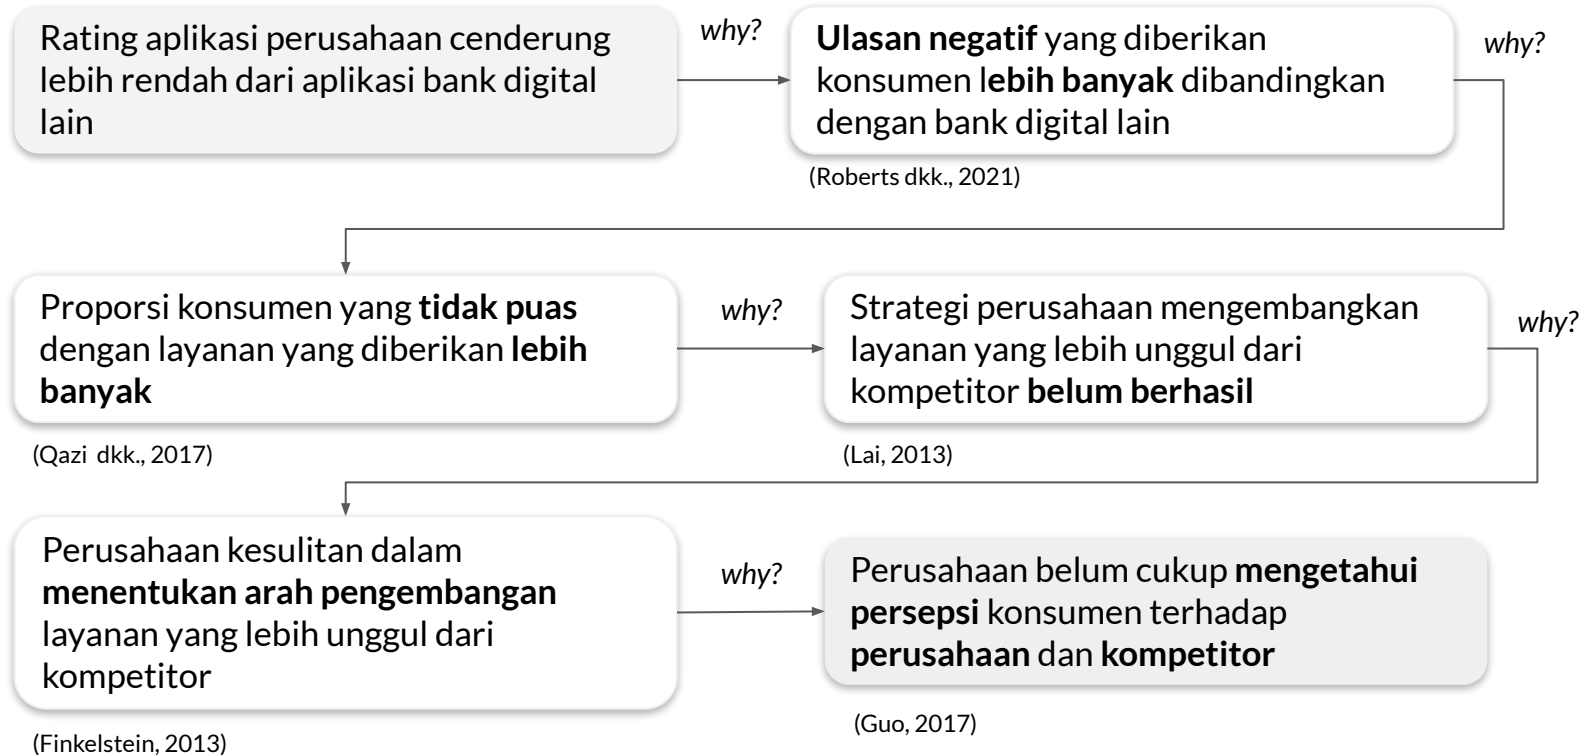 Rating aplikasi perusahaan cenderung
lebih rendah dari aplikasi bank digital
lain
why?
Ulasan negatif yang diberikan
konsumen lebih banyak dibandingkan
dengan bank digital lain
(Roberts dkk., 2021)
why?
Proporsi konsumen yang tidak puas
dengan layanan yang diberikan lebih
banyak
(Qazi dkk., 2017)
why?
Strategi perusahaan mengembangkan
layanan yang lebih unggul dari
kompetitor belum berhasil
(Lai, 2013)
why?
Perusahaan kesulitan dalam
menentukan arah pengembangan
layanan yang lebih unggul dari
kompetitor
(Finkelstein, 2013)
why?
Perusahaan belum cukup mengetahui
persepsi konsumen terhadap
perusahaan dan kompetitor
(Guo, 2017)